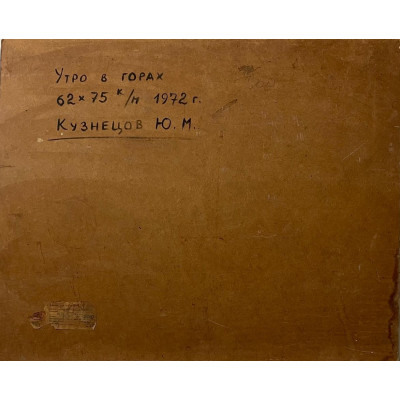 Утро в горах
62×75 к/м 1972 г.
Кузнецов Ю. М.